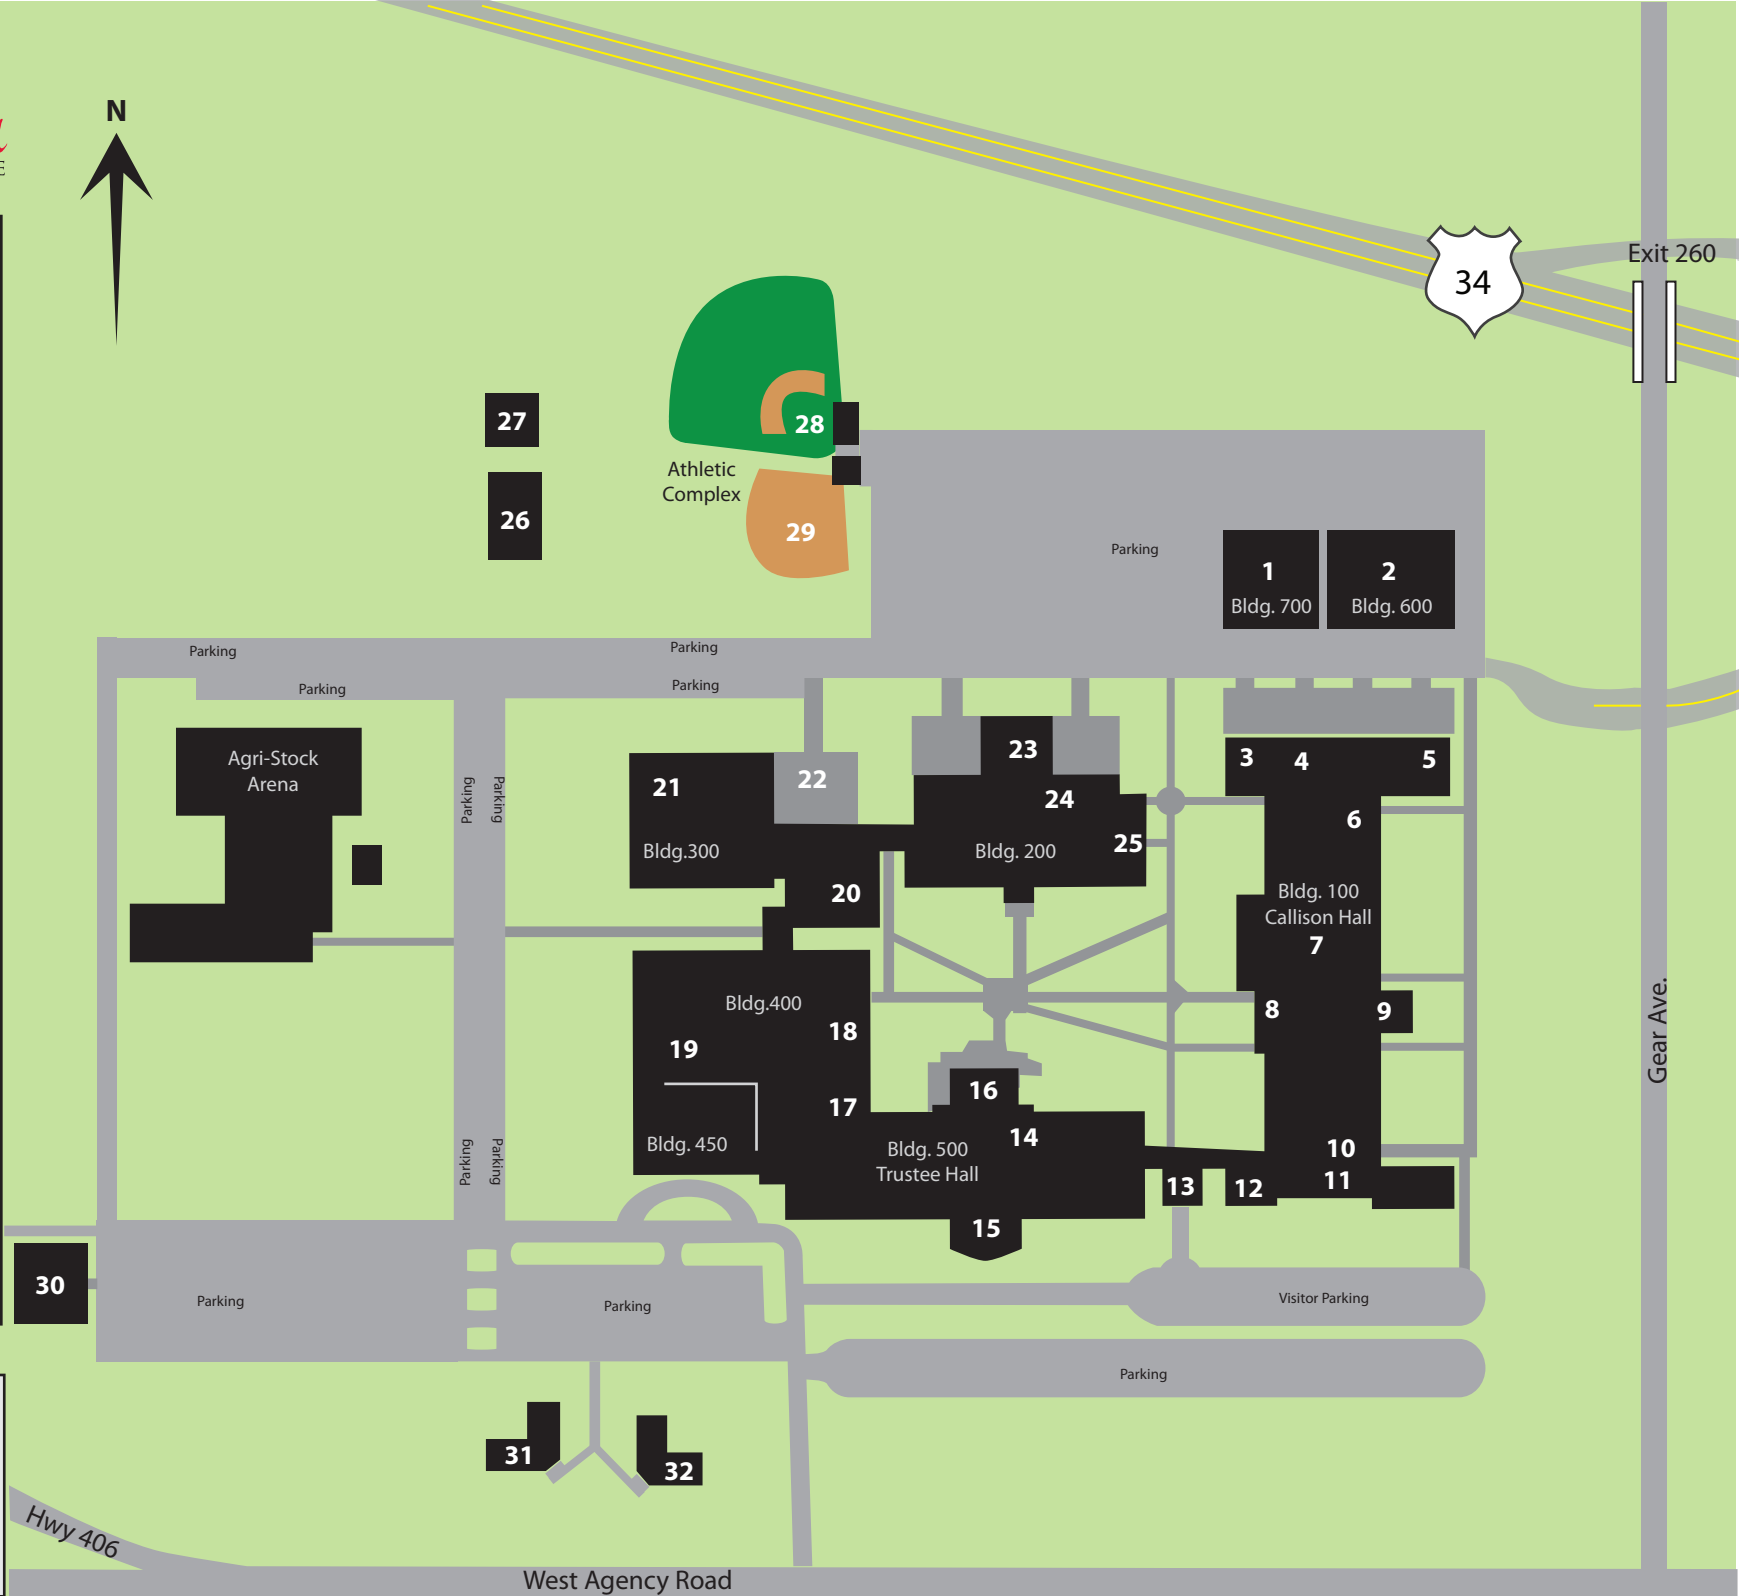 N
34
Exit 260
27
28
Athletic
Complex
26
29
Parking
1
2
Bldg. 700
Bldg. 600
Parking
Parking
Parking
Parking
Agri-Stock
Arena
Parking
Parking
21
22
23
24
25
Bldg.300
Bldg. 200
20
3
4
5
6
Bldg. 100
Callison Hall
7
8
9
Gear Ave.
Bldg.400
18
19
17
16
14
Bldg. 450
Bldg. 500
Trustee Hall
Parking
Parking
10
11
13
12
15
30
Parking
Parking
Visitor Parking
Parking
31
32
Hwy 406
West Agency Road